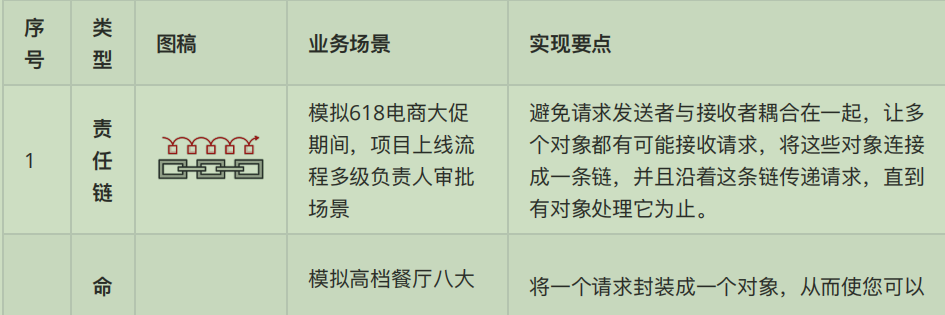 序号
类型
图稿
业务场景
实现要点
1
责任链
模拟618电商大促
期间，项目上线流
程多级负责人审批
场景
避免请求发送者与接收者耦合在一起，让多
个对象都有可能接收请求，将这些对象连接
成一条链，并且沿着这条链传递请求，直到
有对象处理它为止。
命
模拟高档餐厅八大
将一个请求封装成一个对象，从而使您可以